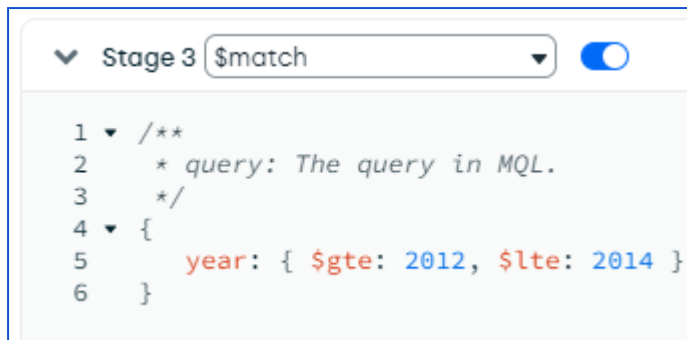 Stage 3 $match
1 /**
2 * query: The query in MQL.
3 */
4 {
5 year: { $gte: 2012, $lte: 2014 }
6 }